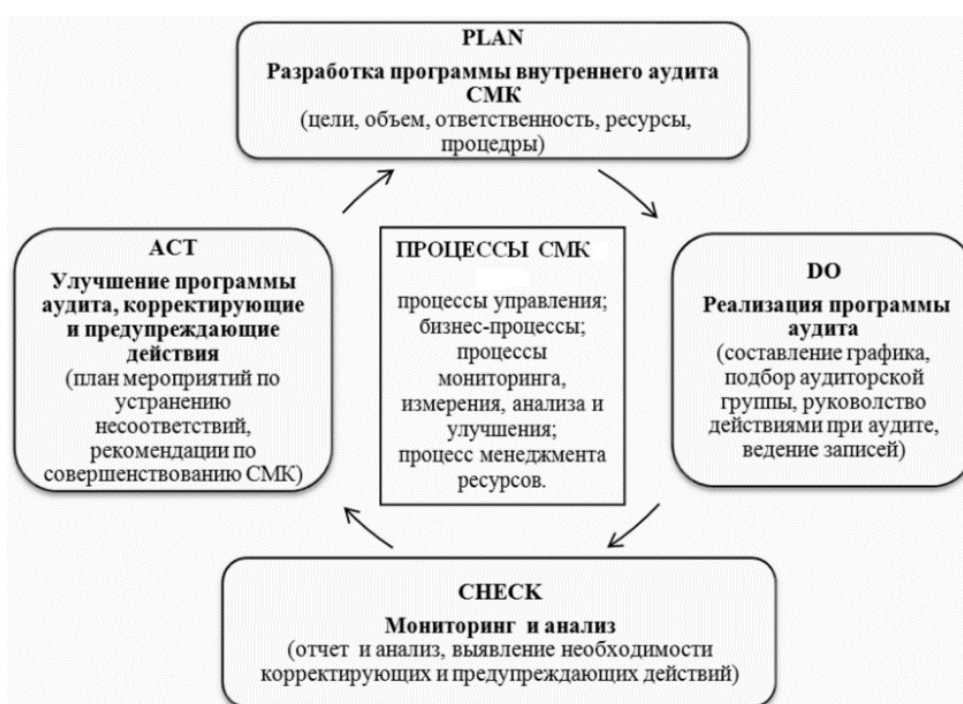 PLAN
Разработка программы внутреннего аудита
СМК
(цели, объем, ответственность, ресурсы,
процедры)
ACT
Улучшение программы
аудита, корректирующие
и предупреждающие
действия
(план мероприятий по
устранению
несоответствий,
рекомендации по
совершенствованию СМК)
ПРОЦЕССЫ СМК
процессы управления;
бизнес-процессы;
процессы
мониторинга,
измерения, анализа и
улучшения;
процесс менеджмента
ресурсов.
DO
Реализация программы
аудита
(составление графика,
подбор аудиторской
группы, руковолство
действиями при аудите,
ведение записей)
CHECK
Мониторинг и анализ
(отчет и анализ, выявление необходимости
корректирующих и предупреждающих действий)